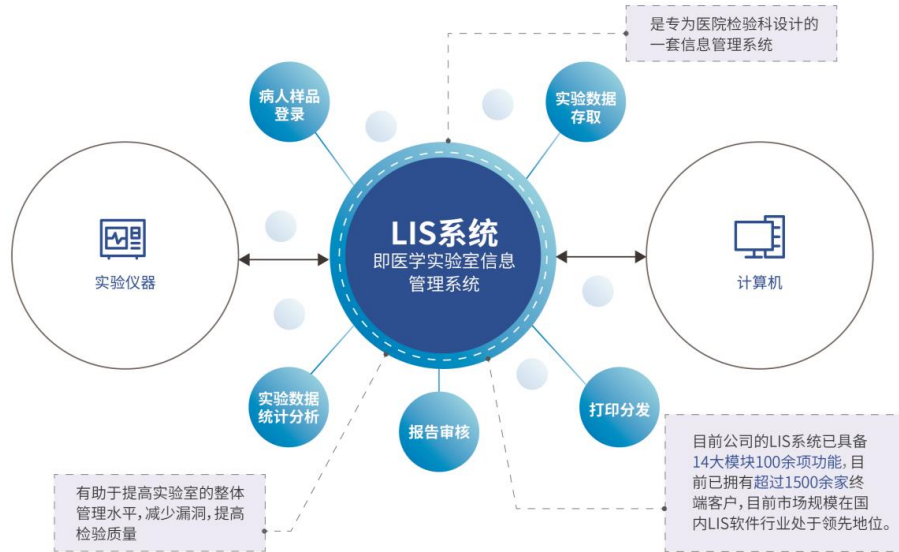 是专为医院检验科设计的
一套信息管理系统
病人样品
登录
实验数据
存取
LIS系统
即医学实验室信息
管理系统
实验仪器
计算机
实验数据
统计分析
报告审核
打印分发
有助于提高实验室的整体
管理水平,减少漏洞,提高
检验质量
目前公司的LIS系统已具备
14大模块100余项功能,目
前已拥有超过1500余家终
端客户,目前市场规模在国
内LIS软件行业处于领先地位。